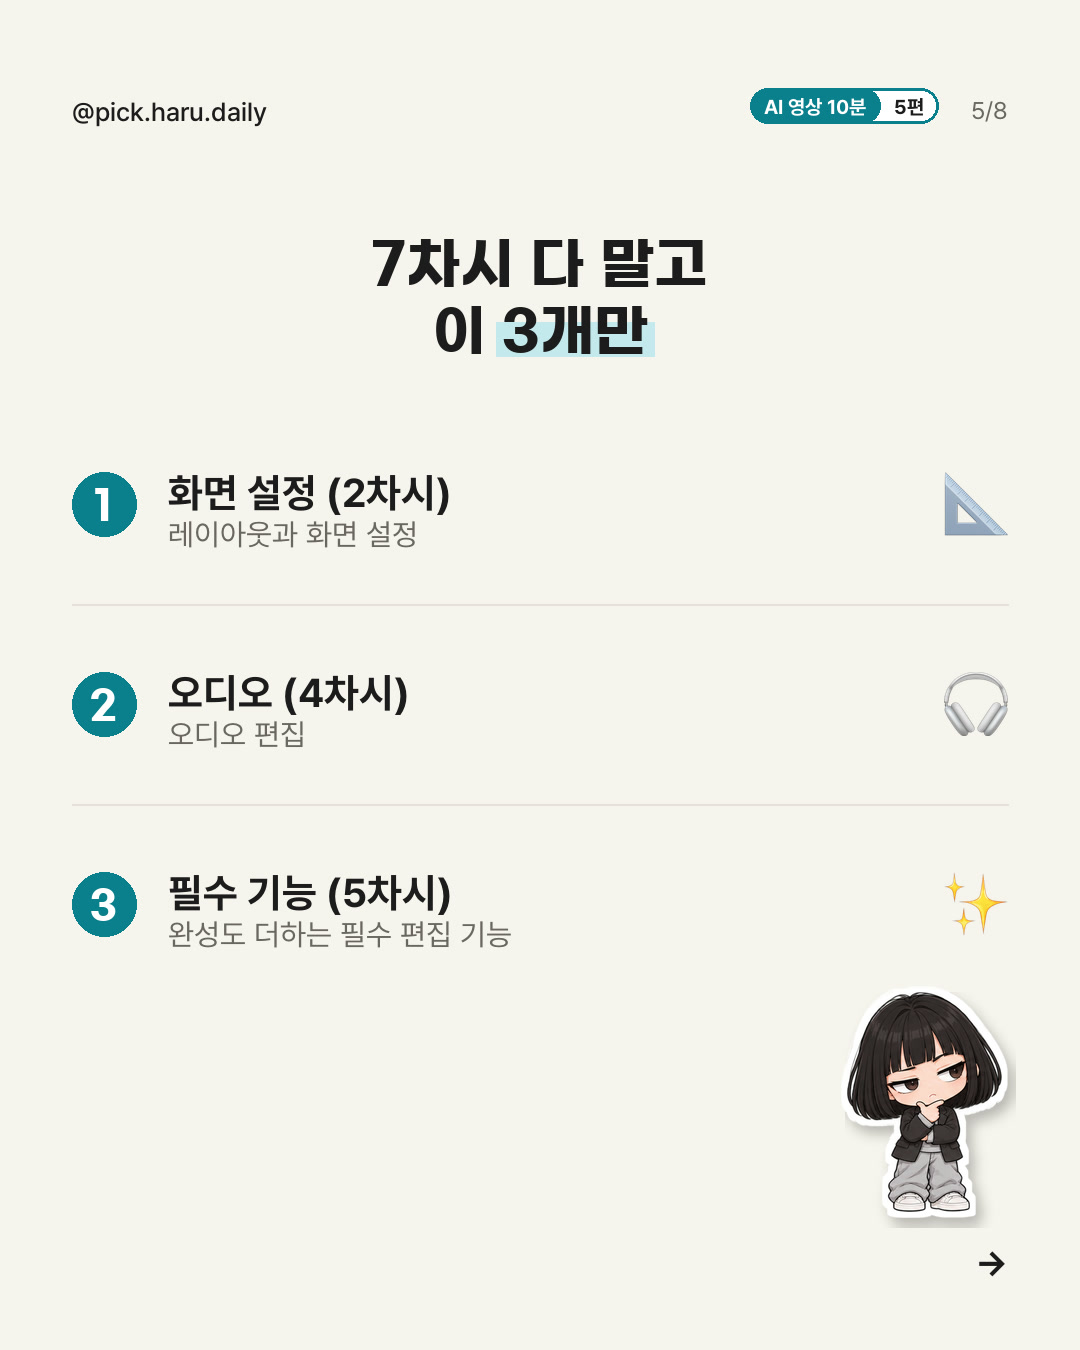 @pick.haru.daily
AI 영상 10분 5편 5/8
7차시 다 말고
이 3개만
1 화면 설정 (2차시)
레이아웃과 화면 설정
2 오디오 (4차시)
오디오 편집
3 필수 기능 (5차시)
완성도 더하는 필수 편집 기능
→